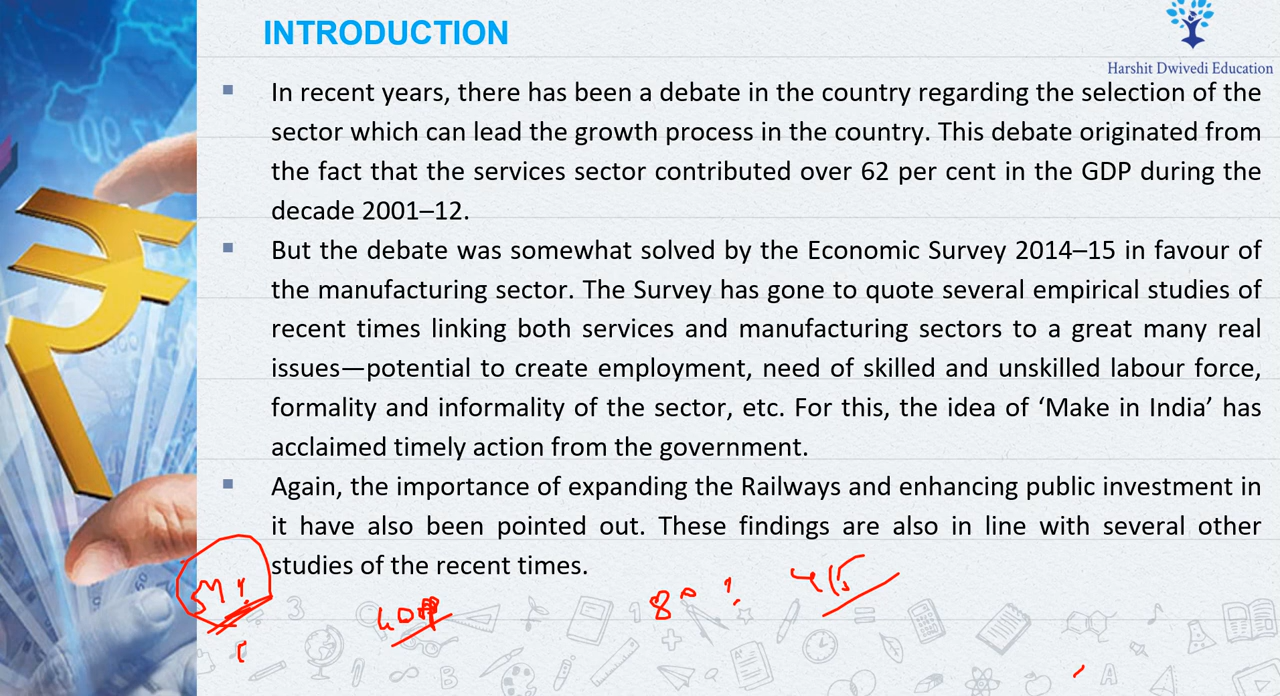 INTRODUCTION
Harshit Dwivedi Education
▪ In recent years, there has been a debate in the country regarding the selection of the
sector which can lead the growth process in the country. This debate originated from
the fact that the services sector contributed over 62 per cent in the GDP during the
decade 2001–12.
▪ But the debate was somewhat solved by the Economic Survey 2014–15 in favour of
the manufacturing sector. The Survey has gone to quote several empirical studies of
recent times linking both services and manufacturing sectors to a great many real
issues—potential to create employment, need of skilled and unskilled labour force,
formality and informality of the sector, etc. For this, the idea of ‘Make in India’ has
acclaimed timely action from the government.
▪ Again, the importance of expanding the Railways and enhancing public investment in
it have also been pointed out. These findings are also in line with several other
studies of the recent times.